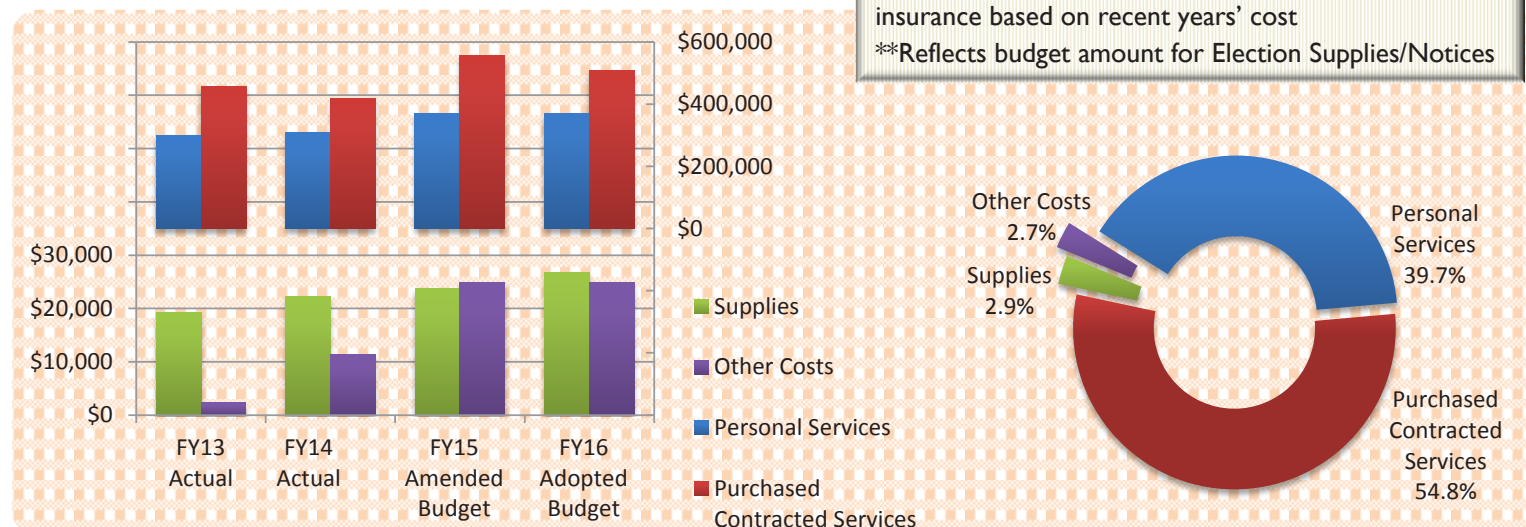 insurance based on recent years’ cost
**Reflects budget amount for Election Supplies/Notices
$600,000
$400,000
$200,000
$0
$30,000
$20,000
$10,000
$0
FY13
Actual
FY14
Actual
FY15
Amended
Budget
FY16
Adopted
Budget
Supplies
Other Costs
Personal Services
Purchased
Contracted Services
Other Costs
2.7%
Supplies
2.9%
Personal
Services
39.7%
Purchased
Contracted
Services
54.8%